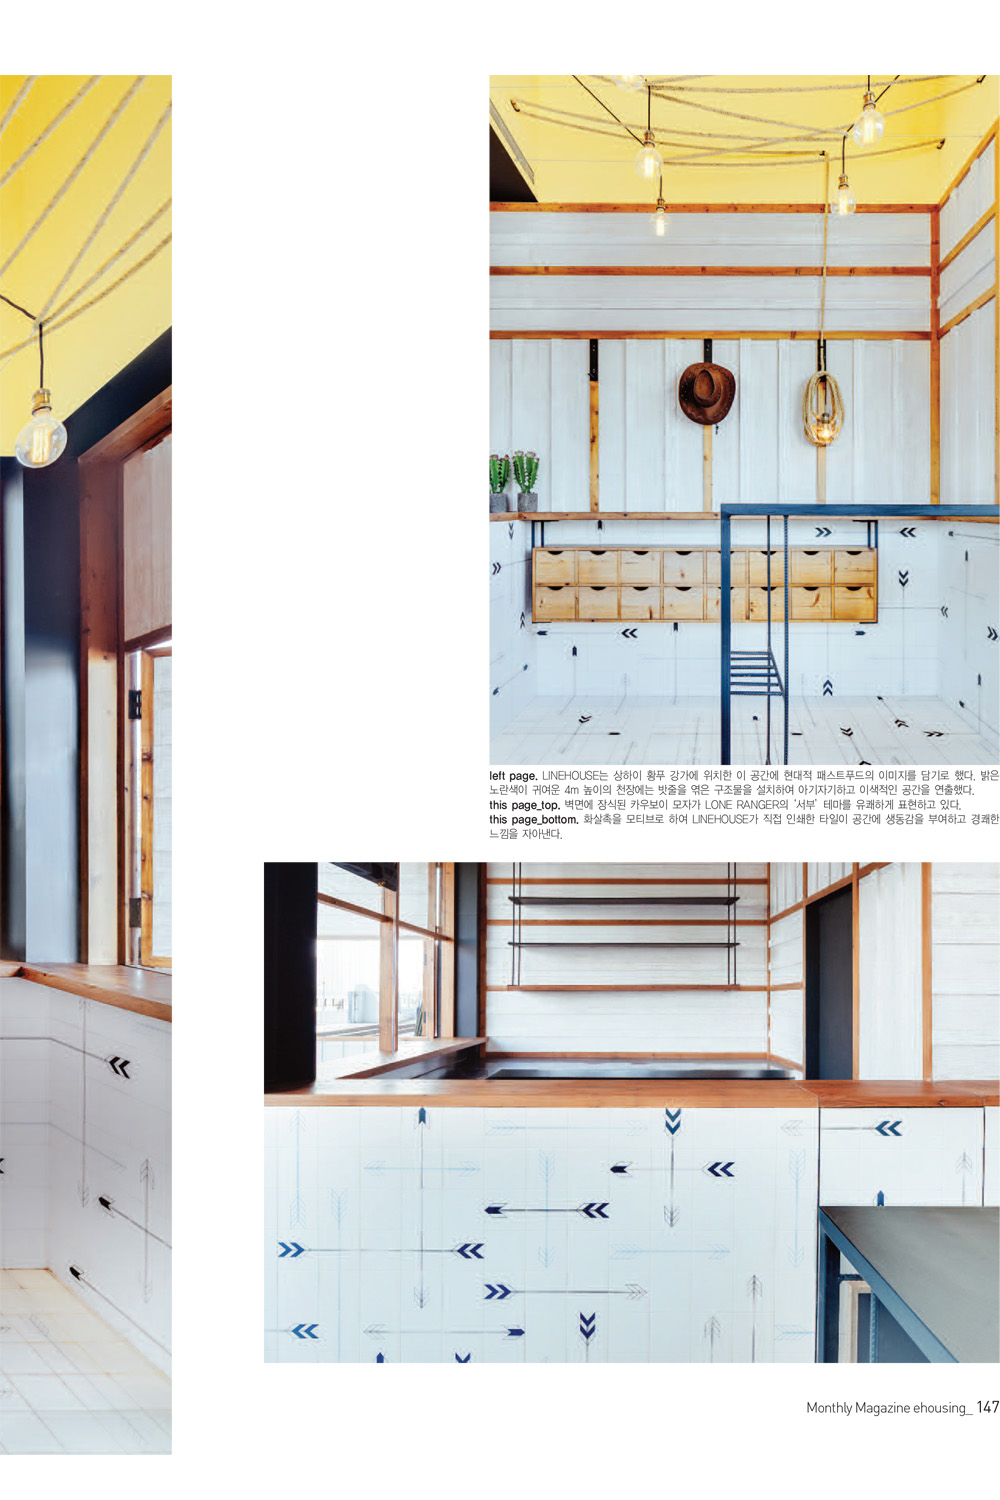 left page. LINEHOUSE는 상하이 황푸 강가에 위치한 이 공간에 현대적 패스트푸드의 이미지를 담기로 했다. 밝은
노란색이 귀여운 4m 높이의 천장에는 밧줄을 엮은 구조물을 설치하여 아기자기하고 이색적인 공간을 연출했다.
this page_top. 벽면에 장식된 카우보이 모자가 LONE RANGER의 '서부' 테마를 유쾌하게 표현하고 있다.
this page_bottom. 화살촉을 모티브로 하여 LINEHOUSE가 직접 인쇄한 타일이 공간에 생동감을 부여하고 경쾌한
느낌을 자아낸다.
Monthly Magazine ehousing_ 147